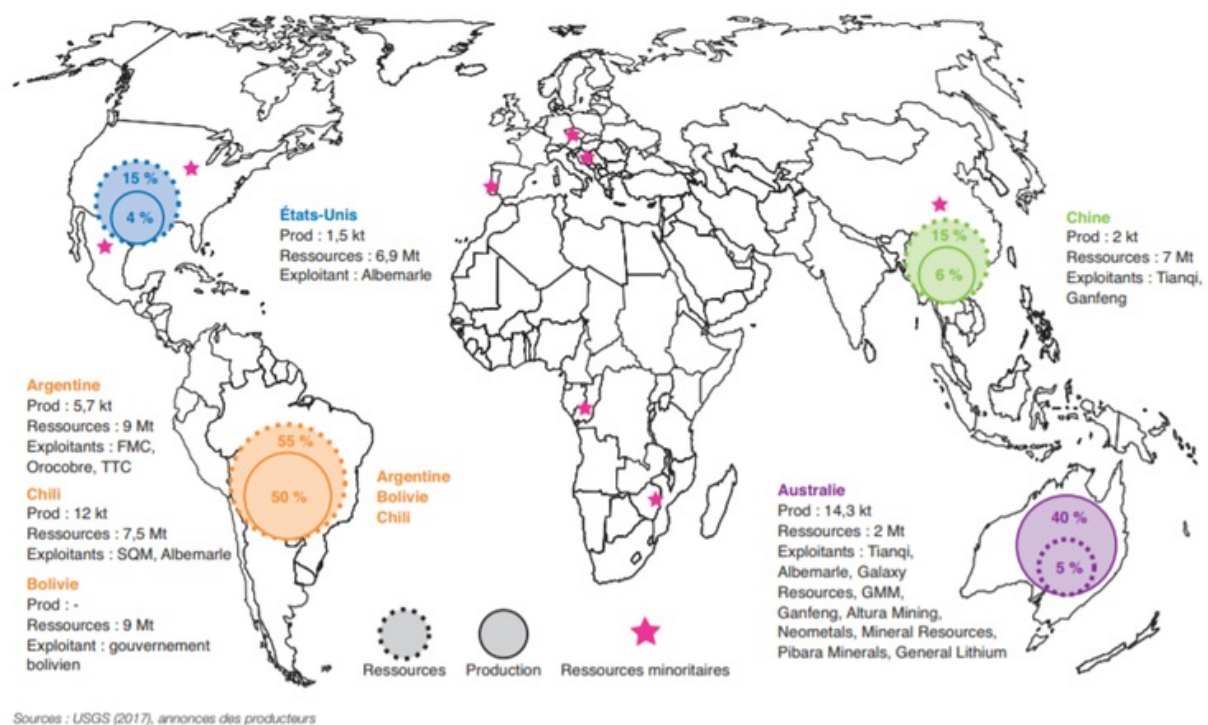 15 %
4 %
États-Unis
Prod : 1,5 kt
Ressources : 6,9 Mt
Exploitant : Albemarle
15 %
6 %
Chine
Prod : 2 kt
Ressources : 7 Mt
Exploitants : Tianqi,
Ganfeng
Argentine
Prod : 5,7 kt
Ressources : 9 Mt
Exploitants : FMC,
Orocobre, TTC
Chili
Prod : 12 kt
Ressources : 7,5 Mt
Exploitants : SQM, Albemarle
Bolivie
Prod : -
Ressources : 9 Mt
Exploitant : gouvernement
bolivien
55 %
50 %
Argentine
Bolivie
Chili
Australie
Prod : 14,3 kt
Ressources : 2 Mt
Exploitants : Tianqi,
Albemarle, Galaxy
Resources, GMM,
Ganfeng, Altura Mining,
Neometals, Mineral Resources,
Pibara Minerals, General Lithium
40 %
5 %
Ressources
Production
Ressources minoritaires
Sources : USGS (2017), annonces des producteurs